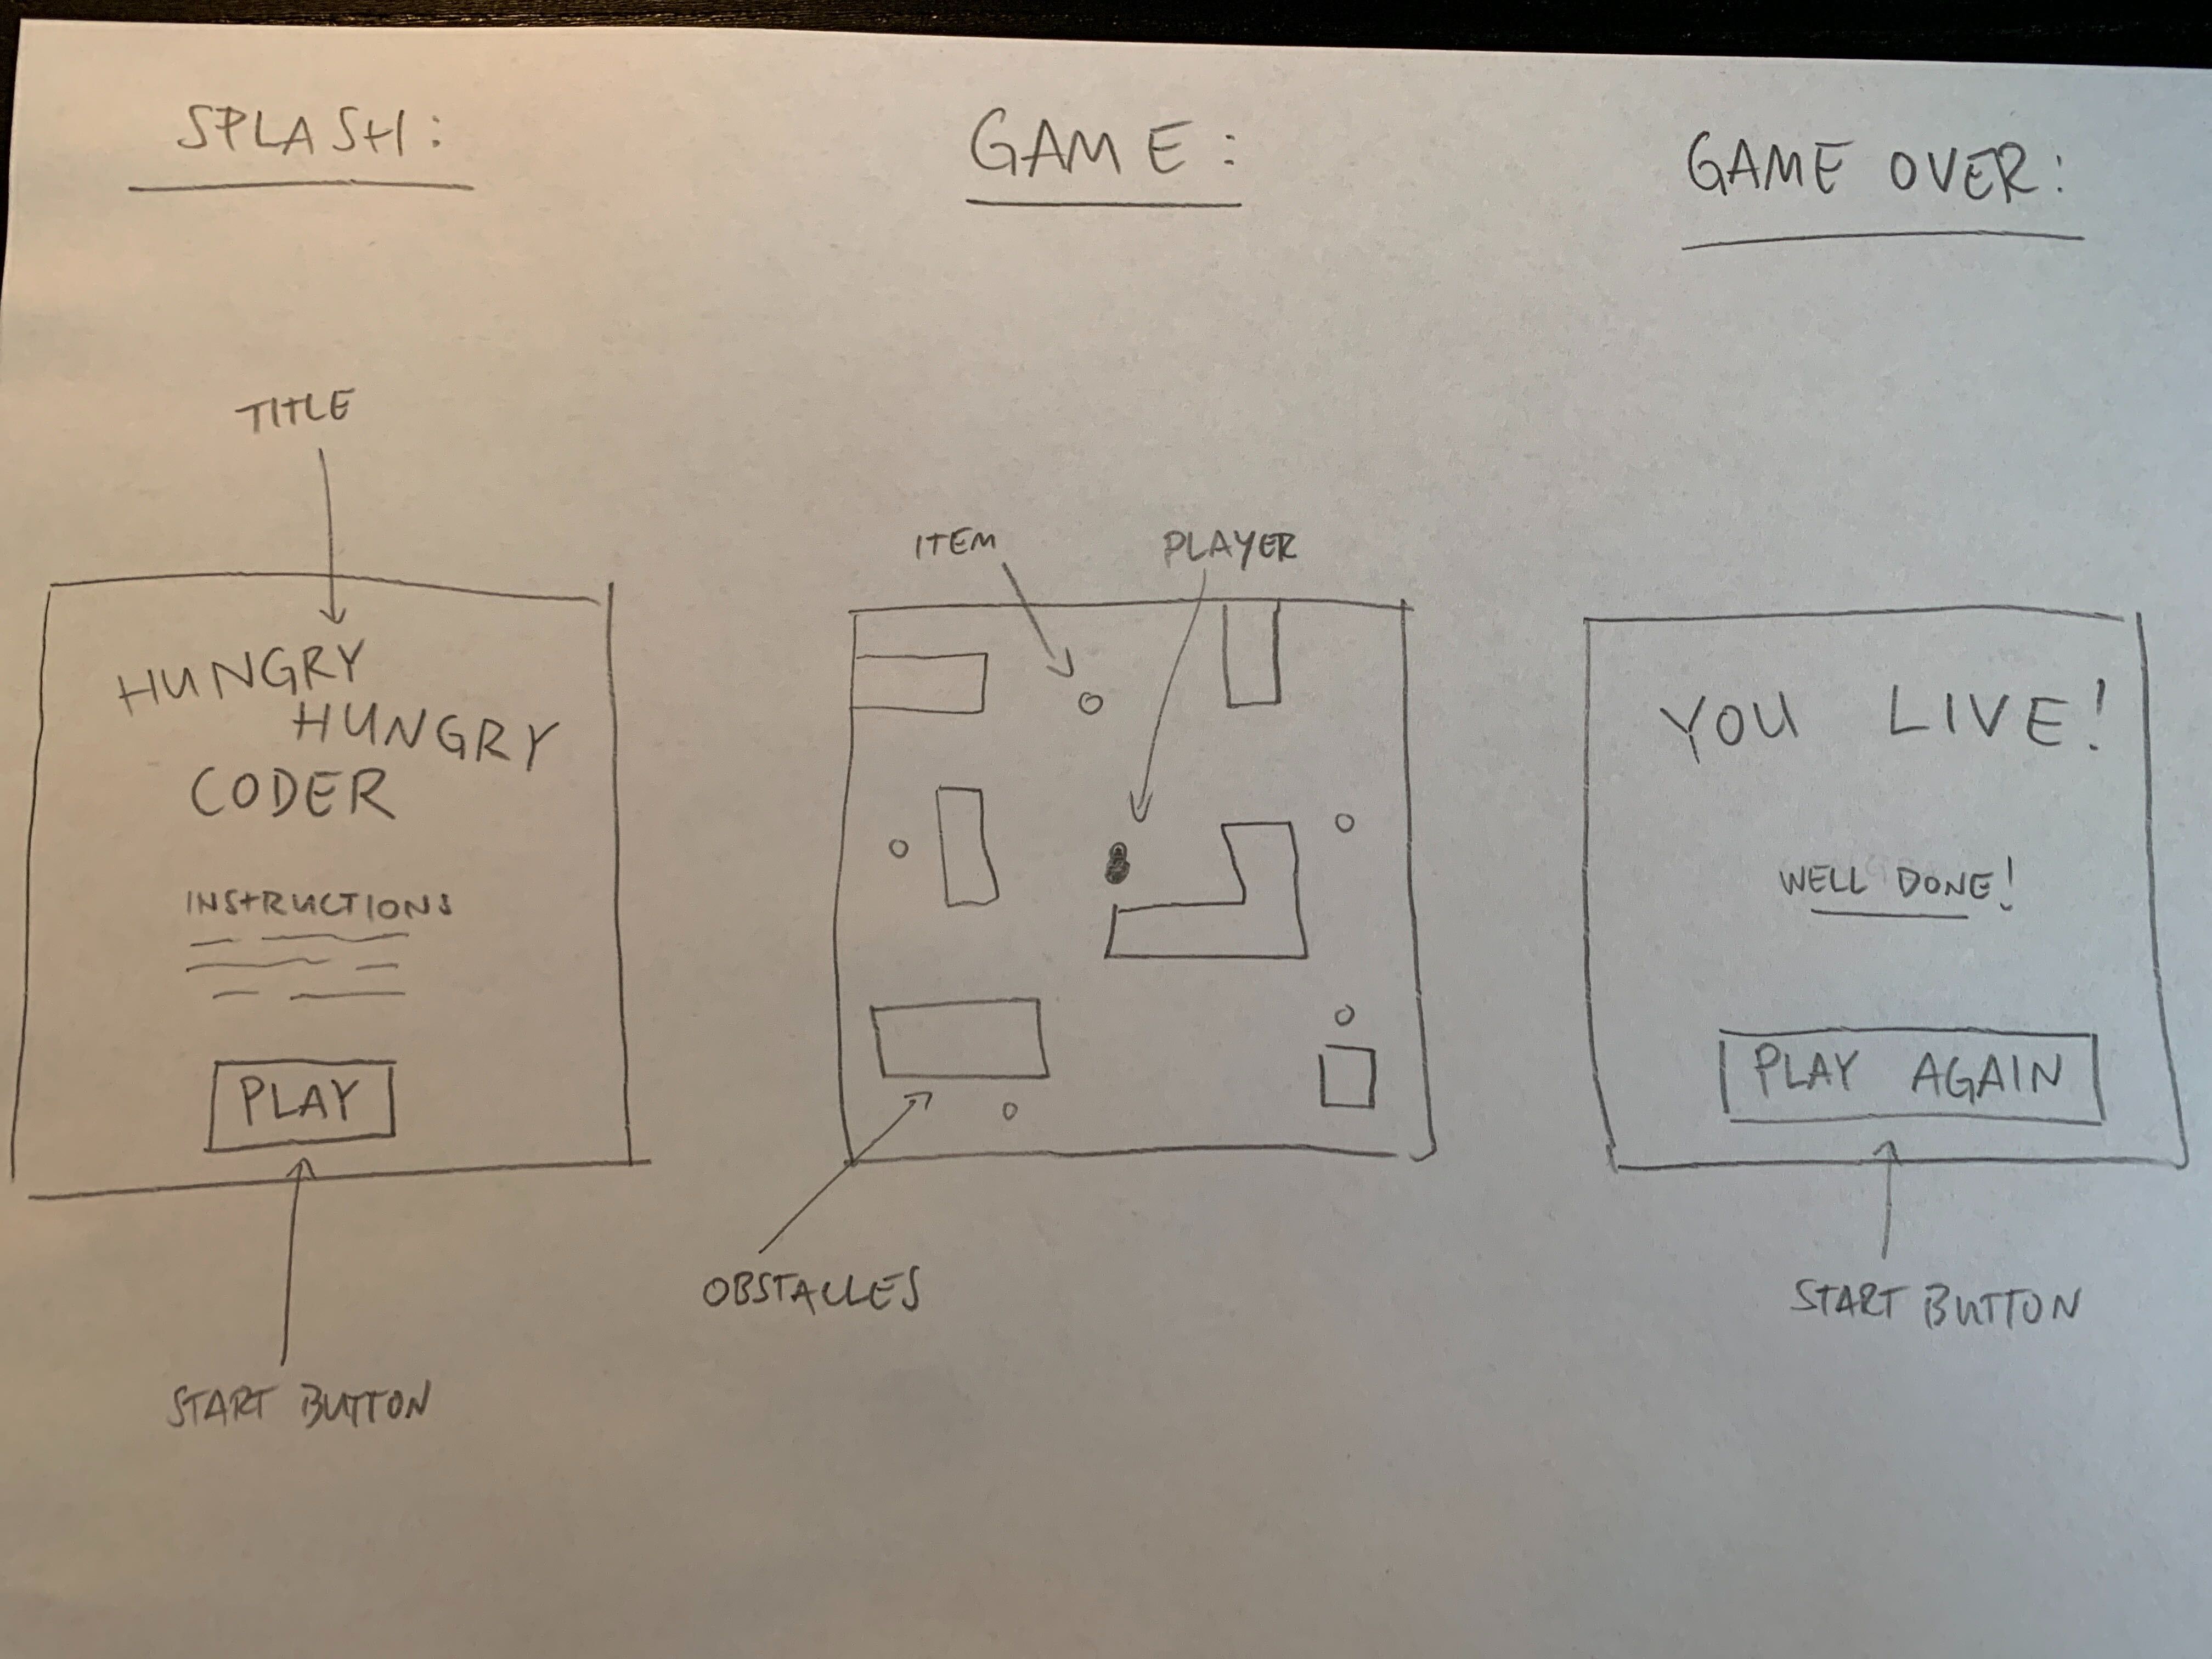 SPLASH:
TITLE
HUNGRY
HUNGRY
CODER
INSTRUCTIONS
PLAY
START BUTTON
GAME:
ITEM
PLAYER
OBSTACLES
GAME OVER:
YOU LIVE!
WELL DONE!
PLAY AGAIN
START BUTTON